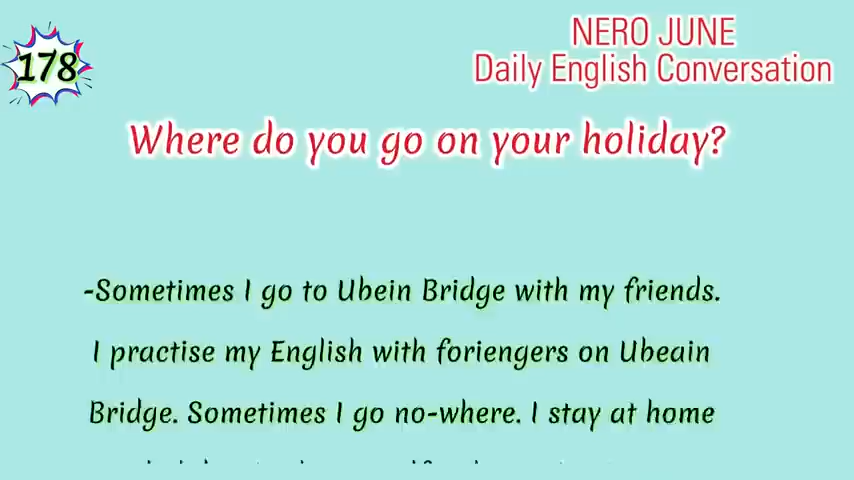 178
NERO JUNE
Daily English Conversation
Where do you go on your holiday?
-Sometimes I go to Ubein Bridge with my friends.
I practise my English with foriengers on Ubeain
Bridge. Sometimes I go no-where. I stay at home